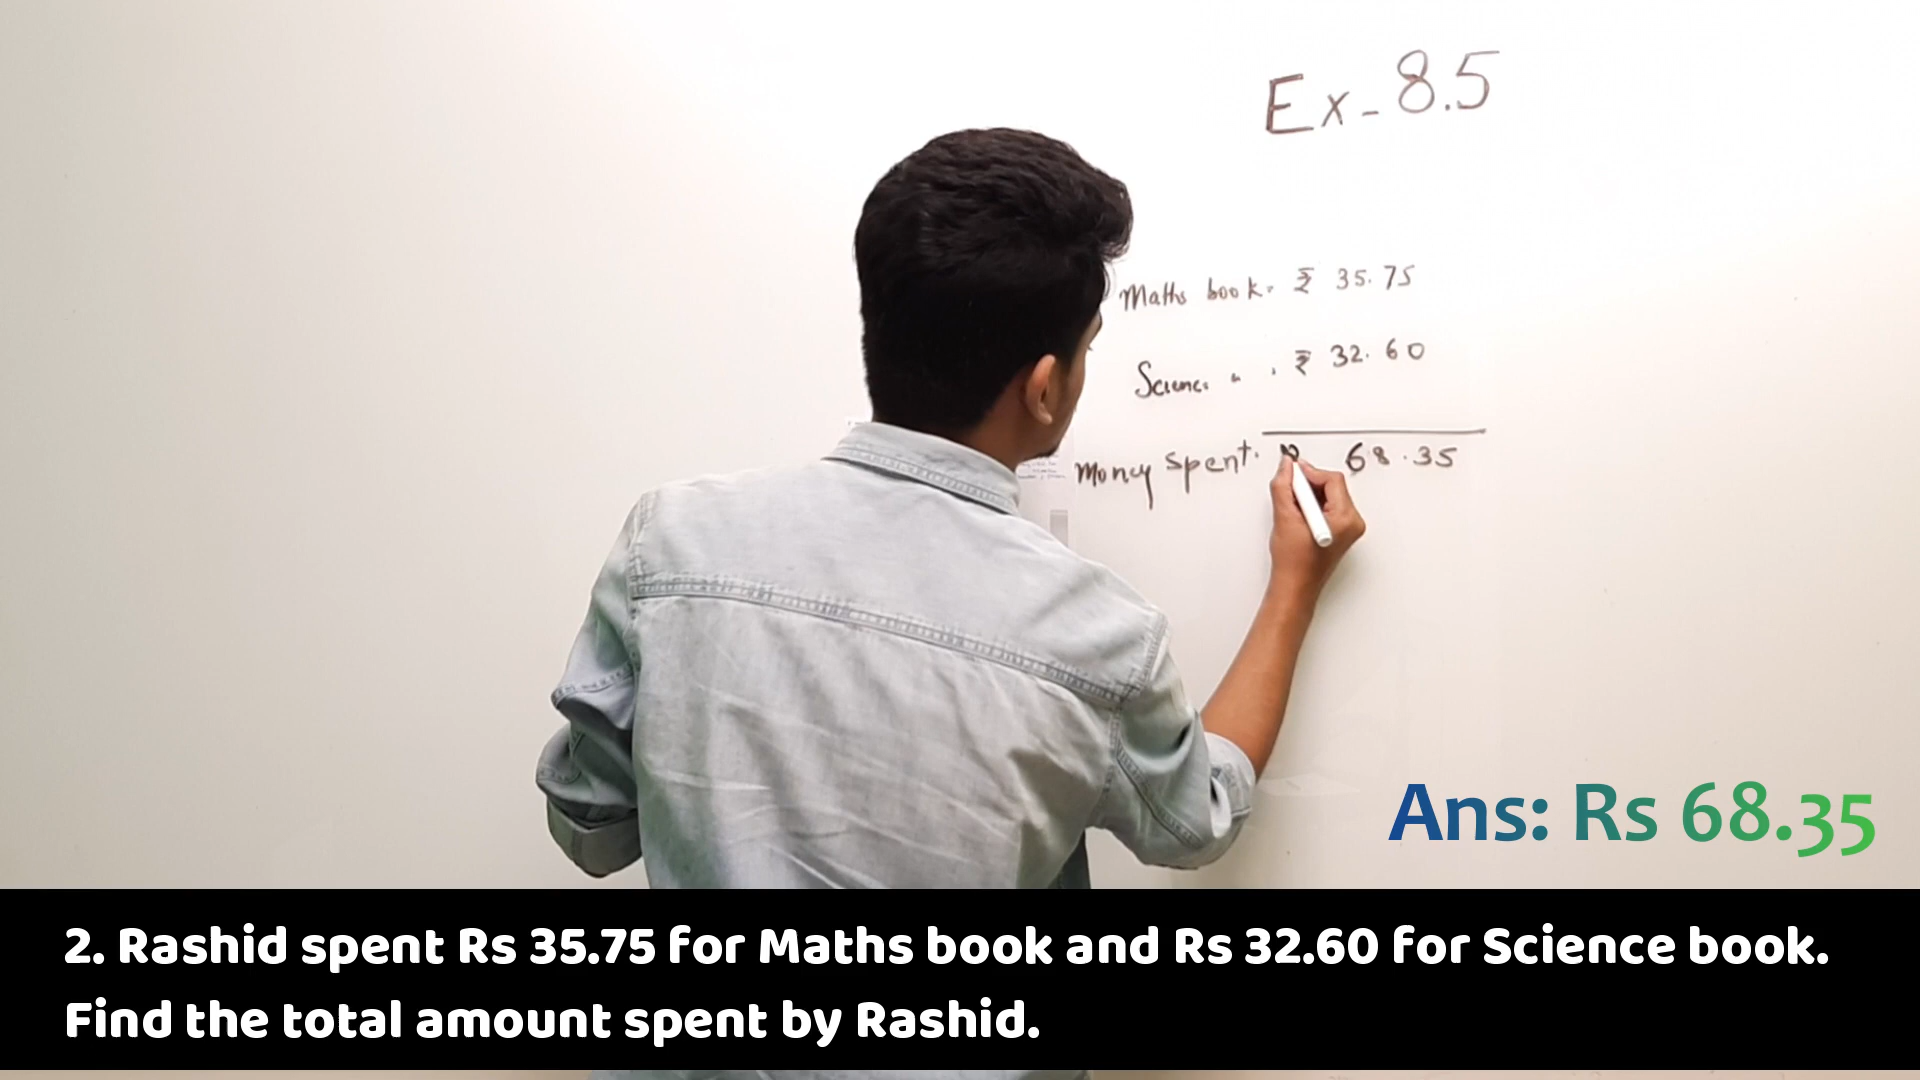 Ex - 8.5
Maths book = ₹ 35.75
Science " = ₹ 32.60
Money spent = 68.35
Ans: Rs 68.35
2. Rashid spent Rs 35.75 for Maths book and Rs 32.60 for Science book.
Find the total amount spent by Rashid.